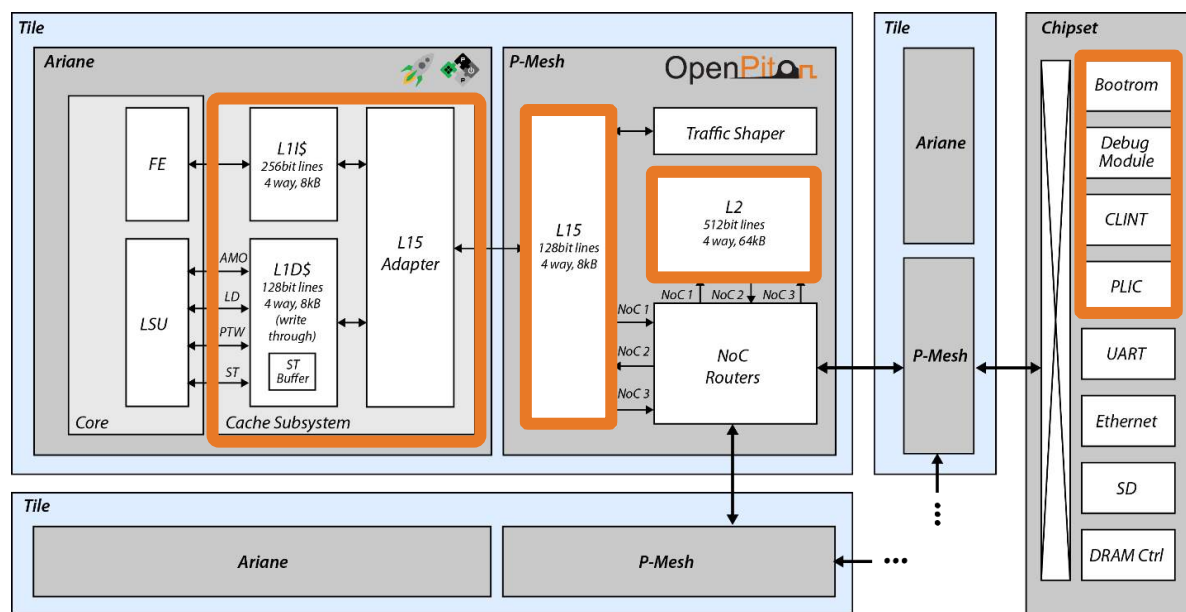 Tile
Ariane
P
P
P
P-Mesh
OpenPiton
FE
L1I$
256bit lines
4 way, 8kB
LSU
AMO
LD
PTW
ST
L1D$
128bit lines
4 way, 8kB
(write
through)
ST
Buffer
L15
Adapter
Core
Cache Subsystem
L15
128bit lines
4 way, 8kB
Traffic Shaper
L2
512bit lines
4 way, 64kB
NoC 1
NoC 2
NoC 3
NoC 1
NoC 2
NoC 3
NoC
Routers
Tile
Ariane
P-Mesh
...
Chipset
Bootrom
Debug
Module
CLINT
PLIC
UART
Ethernet
SD
DRAM Ctrl
Tile
Ariane
P-Mesh
...